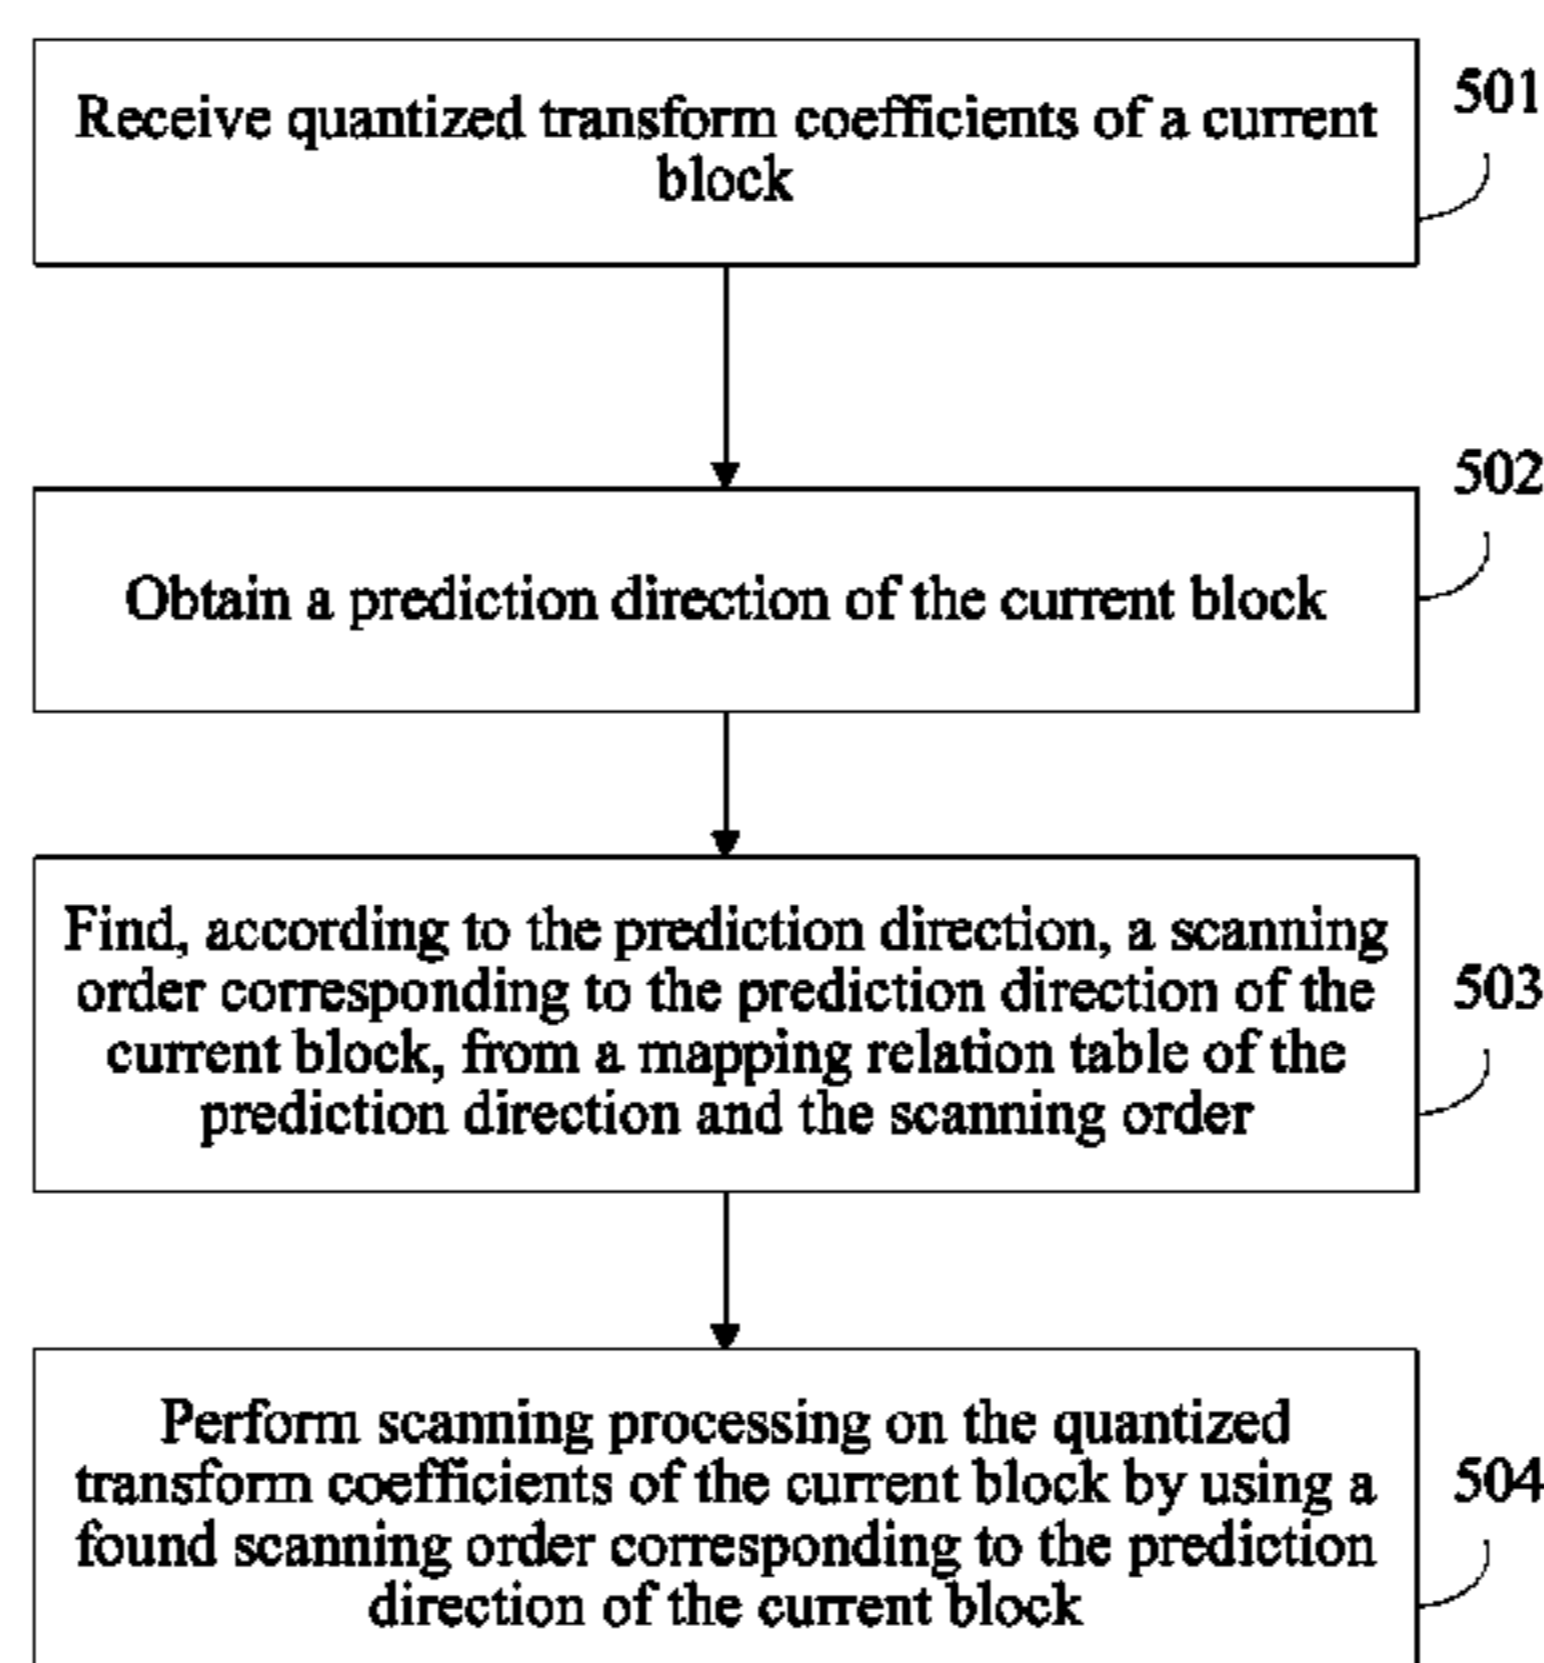 Receive quantized transform coefficients of a current
block
501
502
Obtain a prediction direction of the current block
Find, according to the prediction direction, a scanning
order corresponding to the prediction direction of the
current block, from a mapping relation table of the
prediction direction and the scanning order
503
Perform scanning processing on the quantized
transform coefficients of the current block by using a
found scanning order corresponding to the prediction
direction of the current block
504